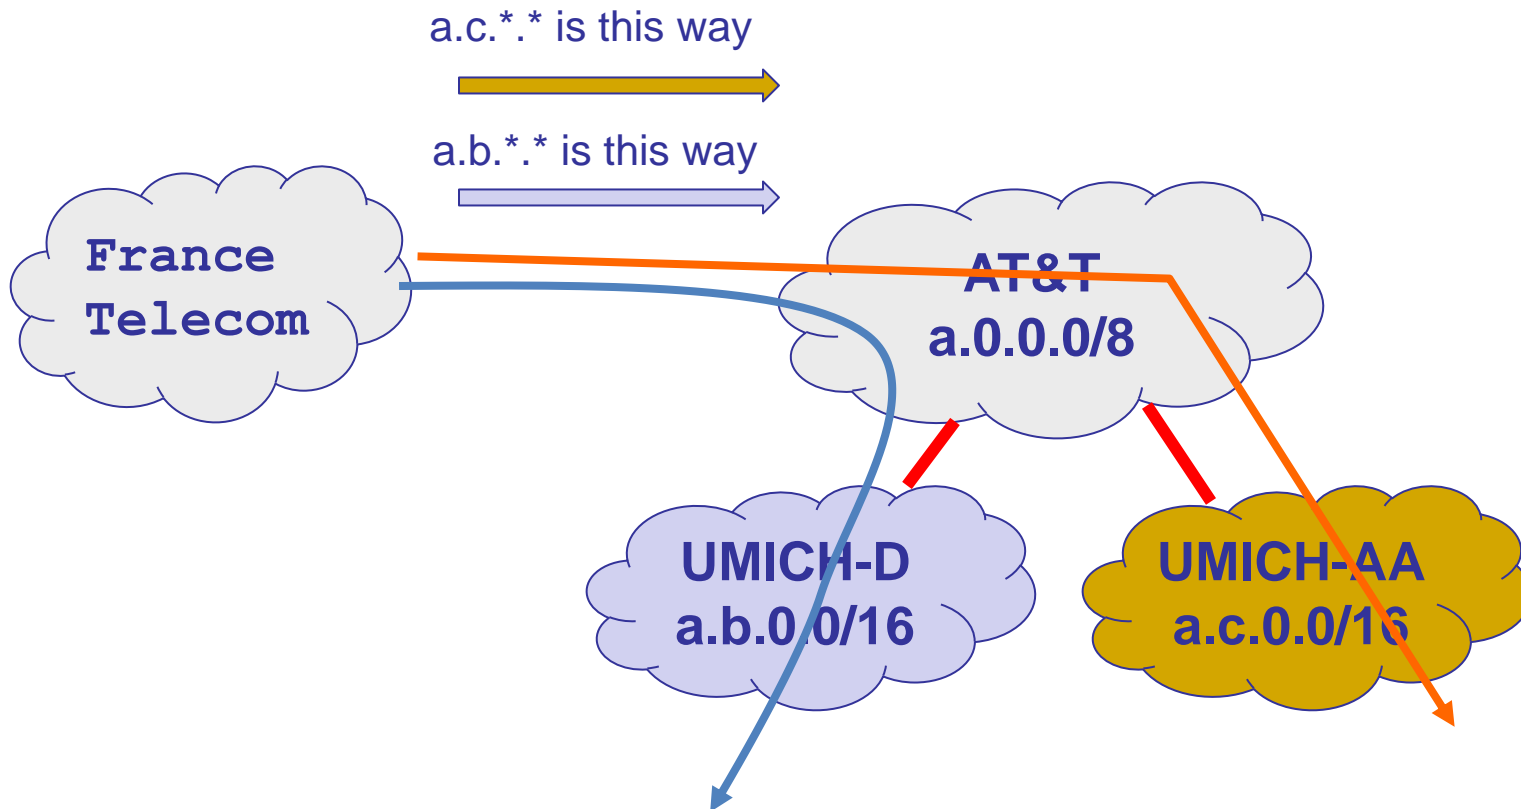 a.c.*.* is this way
a.b.*.* is this way
France
Telecom
AT&T
a.0.0.0/8
UMICH-D
a.b.0.0/16
UMICH-AA
a.c.0.0/16